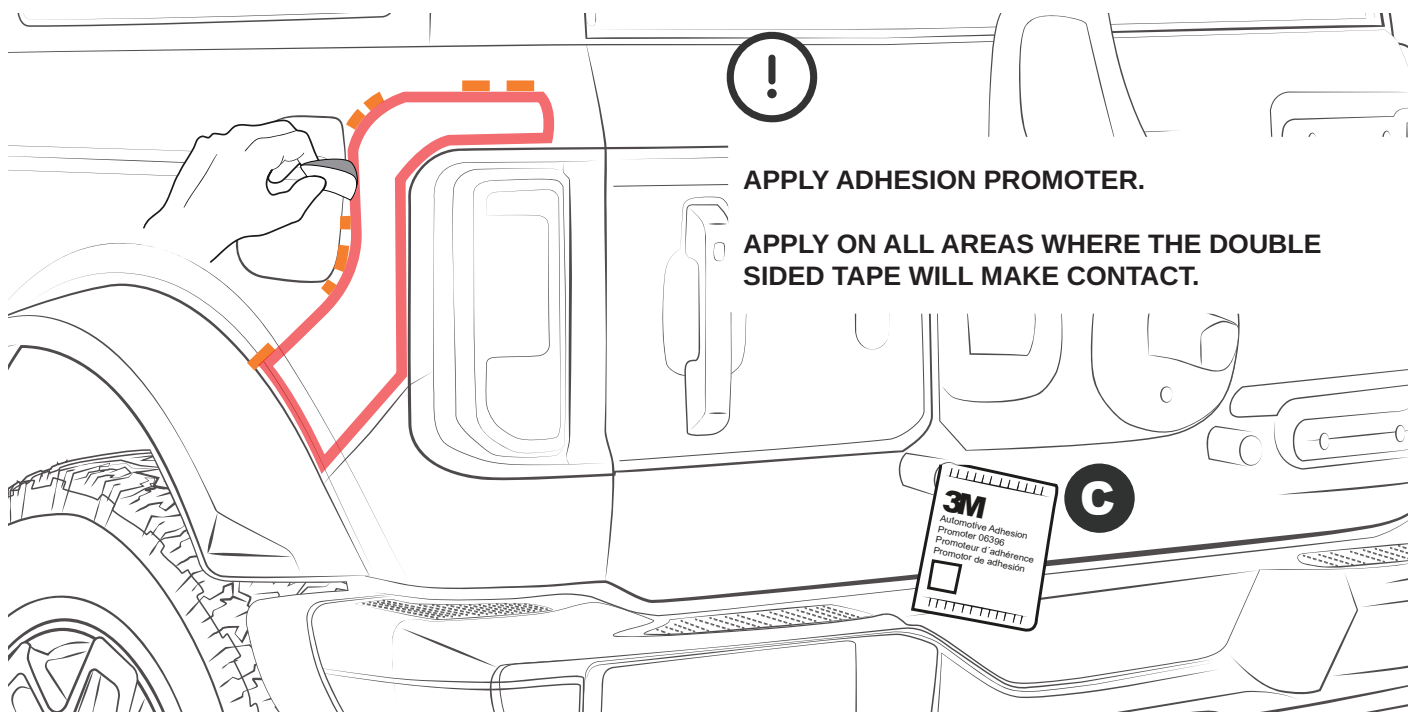 APPLY ADHESION PROMOTER.
APPLY ON ALL AREAS WHERE THE DOUBLE
SIDED TAPE WILL MAKE CONTACT.
3M
Automotive Adhesion
Promoter 06396
Promoteur d´adhérence
Promotor de adhesión
C